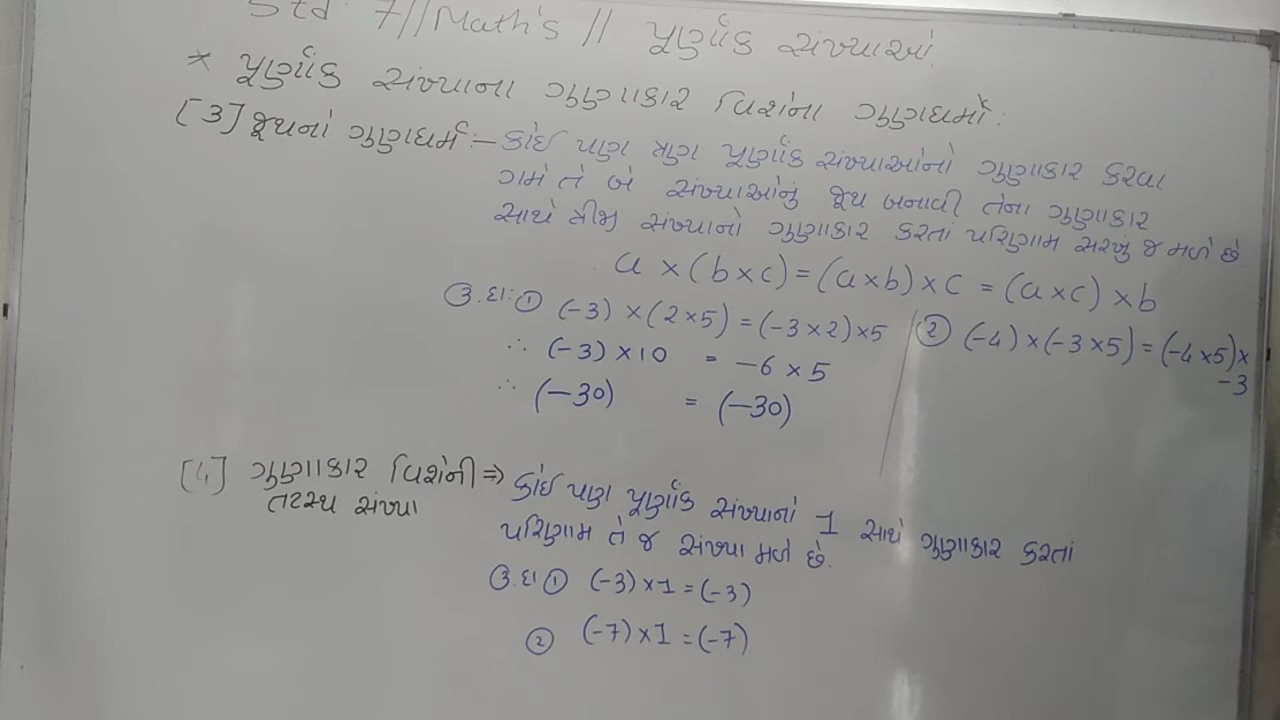 Std 7 // Math's // પૂર્ણાંક સંખ્યાઓ.
* પૂર્ણાંક સંખ્યાના ગુણાકાર વિશેના ગુણધર્મો :
[3] જૂથનો ગુણધર્મ :- કોઈ પણ ત્રણ પૂર્ણાંક સંખ્યાઓનો ગુણાકાર કરવા
ગમે તે બે સંખ્યાઓનું જૂથ બનાવી તેના ગુણાકાર
સાથે ત્રીજી સંખ્યાનો ગુણાકાર કરતાં પરિણામ સરખું જ મળે છે
a × (b × c) = (a × b) × c = (a × c) × b
ઉ.દા: ① (-3) × (2 × 5) = (-3 × 2) × 5
∴ (-3) × 10 = -6 × 5
∴ (-30) = (-30)
② (-4) × (-3 × 5) = (-4 × 5) ×
-3
[4] ગુણાકાર વિશેની ⇒ કોઈ પણ પૂર્ણાંક સંખ્યાનો 1 સાથે ગુણાકાર કરતાં
તટસ્થ સંખ્યા પરિણામ તે જ સંખ્યા મળે છે.
ઉ.દા ① (-3) × 1 = (-3)
② (-7) × 1 = (-7)